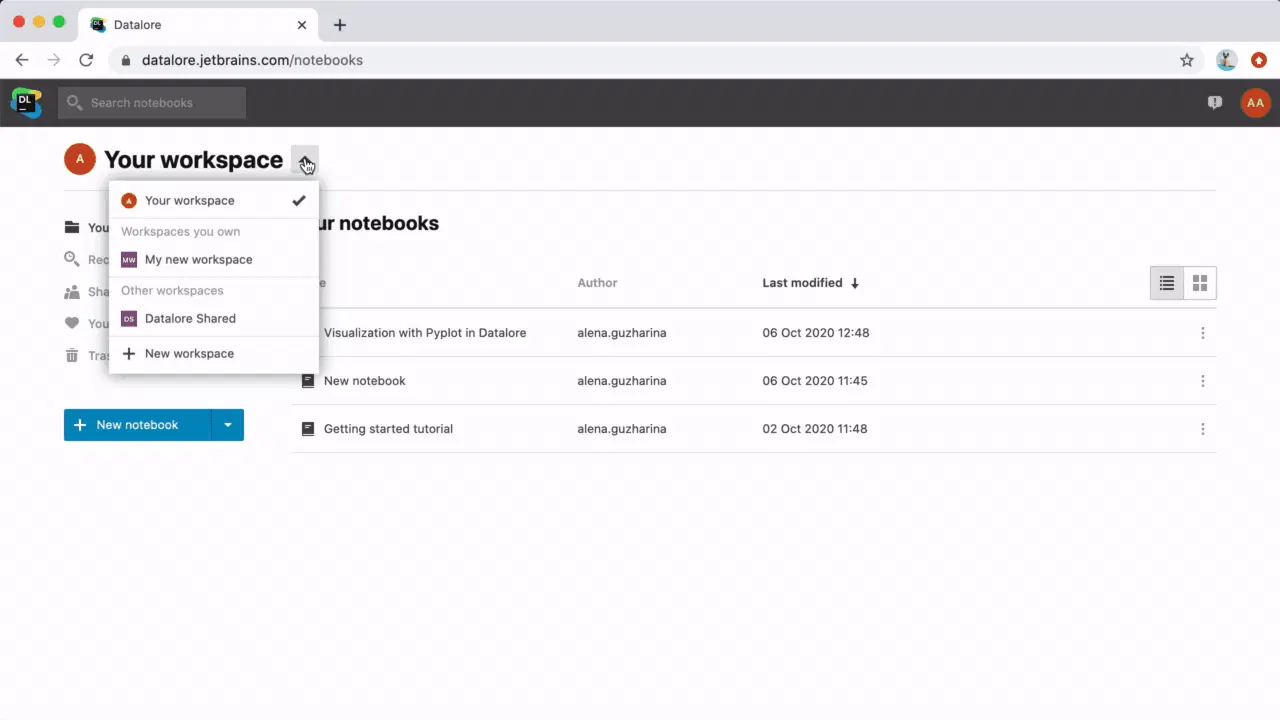 Datalore
datalore.jetbrains.com/notebooks
DL
Search notebooks
AA
A Your workspace
A Your workspace
Workspaces you own
MW My new workspace
Other workspaces
DS Datalore Shared
New workspace
You
Rec
Sha
You
Tras
New notebook
ur notebooks
e Author Last modified
Visualization with Pyplot in Datalore alena.guzharina 06 Oct 2020 12:48
New notebook alena.guzharina 06 Oct 2020 11:45
Getting started tutorial alena.guzharina 02 Oct 2020 11:48